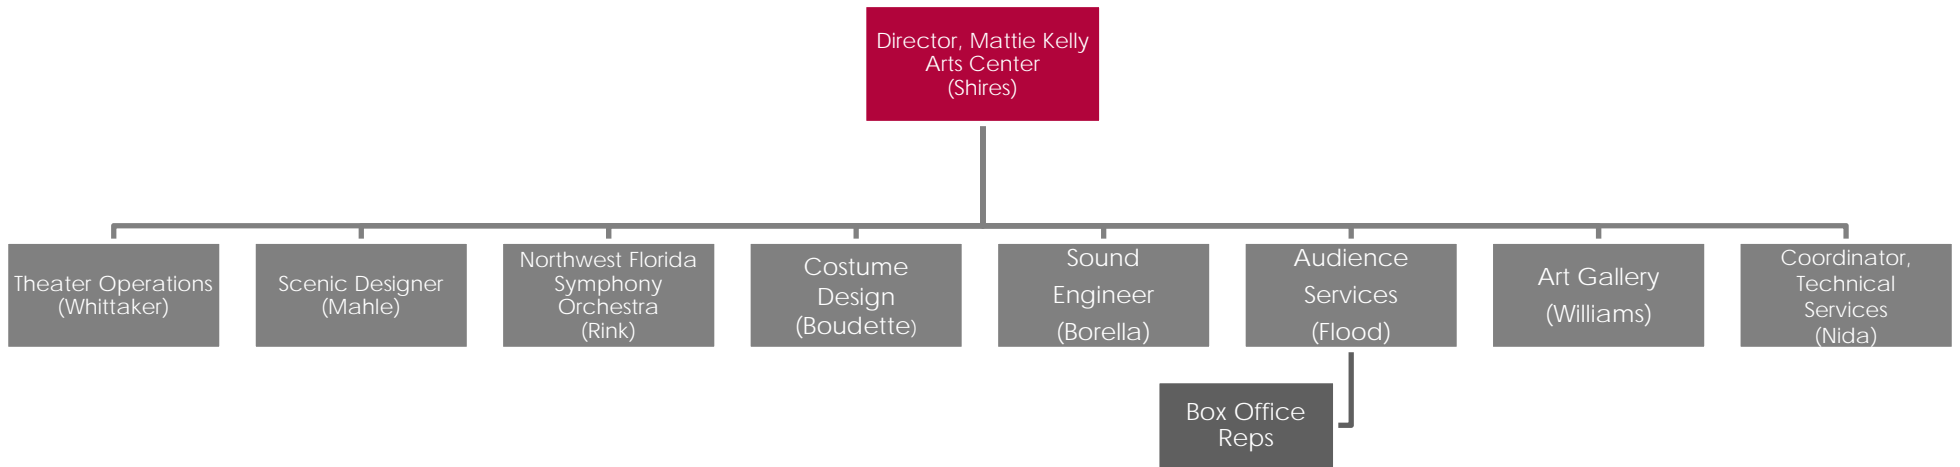 Director, Mattie Kelly
Arts Center
(Shires)
Theater Operations
(Whittaker)
Scenic Designer
(Mahle)
Northwest Florida
Symphony
Orchestra
(Rink)
Costume
Design
(Boudette)
Sound
Engineer
(Borella)
Audience
Services
(Flood)
Art Gallery
(Williams)
Coordinator,
Technical
Services
(Nida)
Box Office
Reps